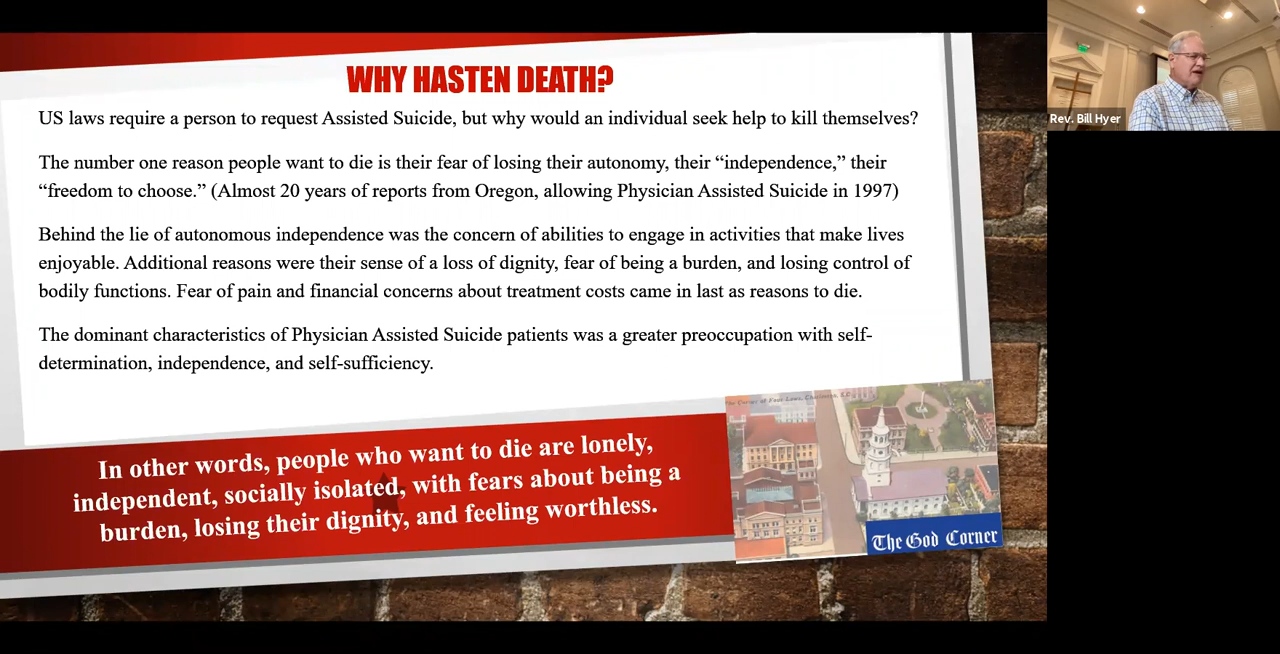 WHY HASTEN DEATH?
US laws require a person to request Assisted Suicide, but why would an individual seek help to kill themselves?
The number one reason people want to die is their fear of losing their autonomy, their “independence,” their
“freedom to choose.” (Almost 20 years of reports from Oregon, allowing Physician Assisted Suicide in 1997)
Behind the lie of autonomous independence was the concern of abilities to engage in activities that make lives
enjoyable. Additional reasons were their sense of a loss of dignity, fear of being a burden, and losing control of
bodily functions. Fear of pain and financial concerns about treatment costs came in last as reasons to die.
The dominant characteristics of Physician Assisted Suicide patients was a greater preoccupation with self-
determination, independence, and self-sufficiency.
In other words, people who want to die are lonely,
independent, socially isolated, with fears about being a
burden, losing their dignity, and feeling worthless.
The Corner of Four Laws, Charleston, S.C.
The God Corner
Rev. Bill Hyer